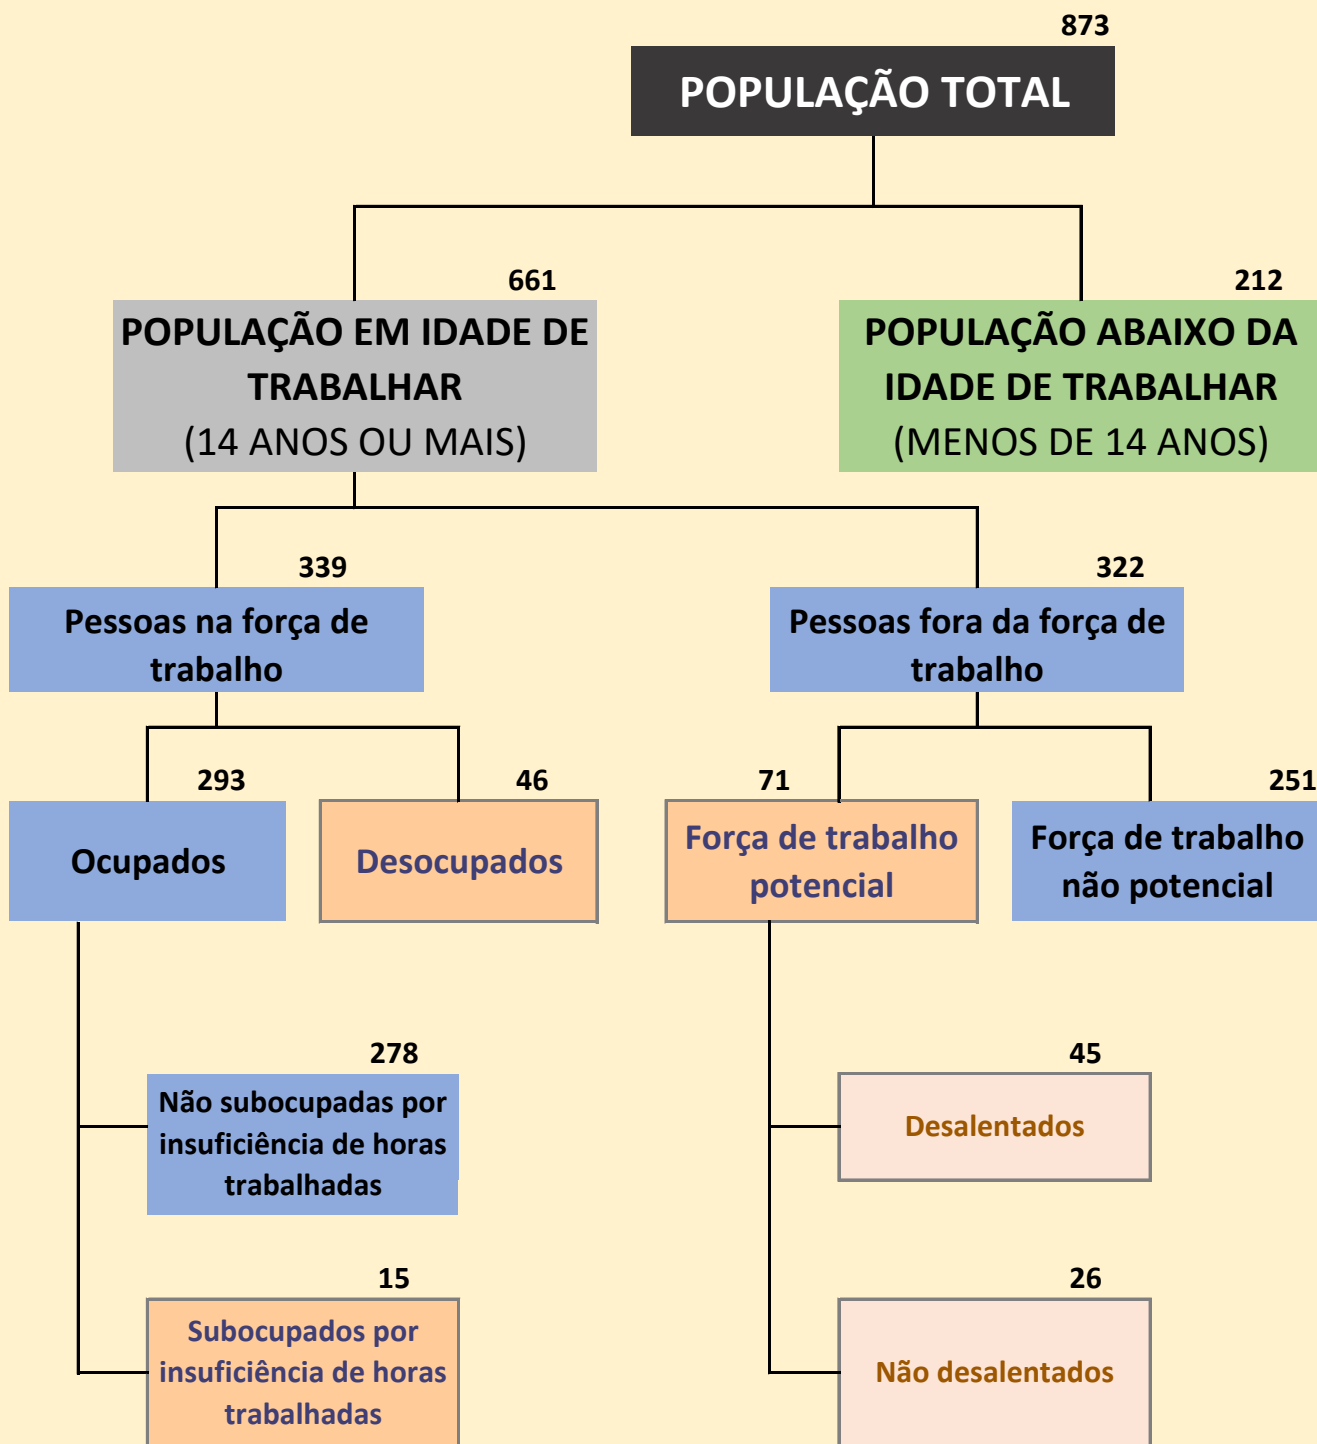 873
POPULAÇÃO TOTAL
661
POPULAÇÃO EM IDADE DE
TRABALHAR
(14 ANOS OU MAIS)
212
POPULAÇÃO ABAIXO DA
IDADE DE TRABALHAR
(MENOS DE 14 ANOS)
339
Pessoas na força de
trabalho
322
Pessoas fora da força de
trabalho
293
Ocupados
46
Desocupados
71
Força de trabalho
potencial
251
Força de trabalho
não potencial
278
Não subocupadas por
insuficiência de horas
trabalhadas
45
Desalentados
15
Subocupados por
insuficiência de horas
trabalhadas
26
Não desalentados